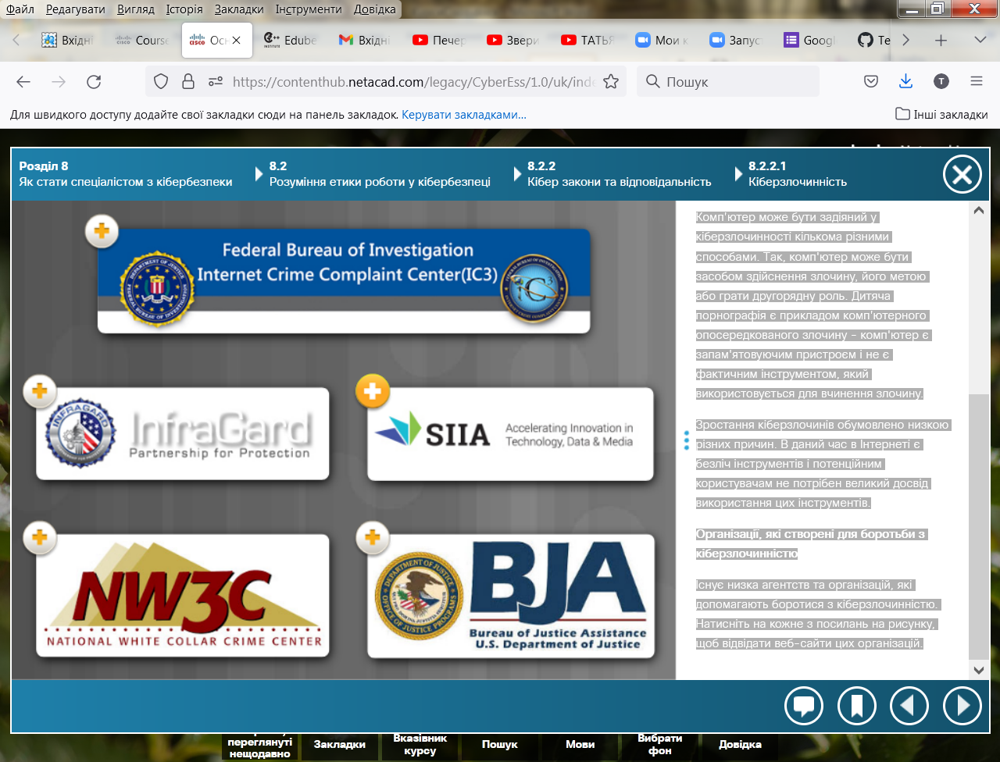 Файл Редагувати Вигляд Історія Закладки Інструменти Довідка
Вхідні Course Осн Edube Вхідні Печер Звери ТАТЬЯ Мои к Запус Googl Te
https://contenthub.netacad.com/legacy/CyberEss/1.0/uk/inde Пошук T
Для швидкого доступу додайте свої закладки сюди на панель закладок. Керувати закладками... Інші закладки
Розділ 8
Як стати спеціалістом з кібербезпеки
8.2
Розуміння етики роботи у кібербезпеці
8.2.2
Кібер закони та відповідальність
8.2.2.1
Кіберзлочинність
Federal Bureau of Investigation
Internet Crime Complaint Center(IC3)
InfraGard
Partnership for Protection
SIIA
Accelerating Innovation in
Technology, Data & Media
NW3C
NATIONAL WHITE COLLAR CRIME CENTER
BJA
Bureau of Justice Assistance
U.S. Department of Justice
Комп'ютер може бути задіяний у
кіберзлочинності кількома різними
способами. Так, комп'ютер може бути
засобом здійснення злочину, його метою
або грати другорядну роль. Дитяча
порнографія є прикладом комп'ютерного
опосередкованого злочину – комп'ютер є
запам'ятовуючим пристроєм і не є
фактичним інструментом, який
використовується для вчинення злочину.
Зростання кіберзлочинів обумовлено низкою
різних причин. В даний час в Інтернеті є
безліч інструментів і потенційним
користувачам не потрібен великий досвід
використання цих інструментів.
Організації, які створені для боротьби з
кіберзлочинністю
Існує низка агентств та організацій, які
допомагають боротися з кіберзлочинністю.
Натисніть на кожне з посилань на рисунку,
щоб відвідати веб-сайти цих організацій.
переглянуті
нещодавно
Закладки
Вказівник
курсу
Пошук
Мови
Вибрати
фон
Довідка